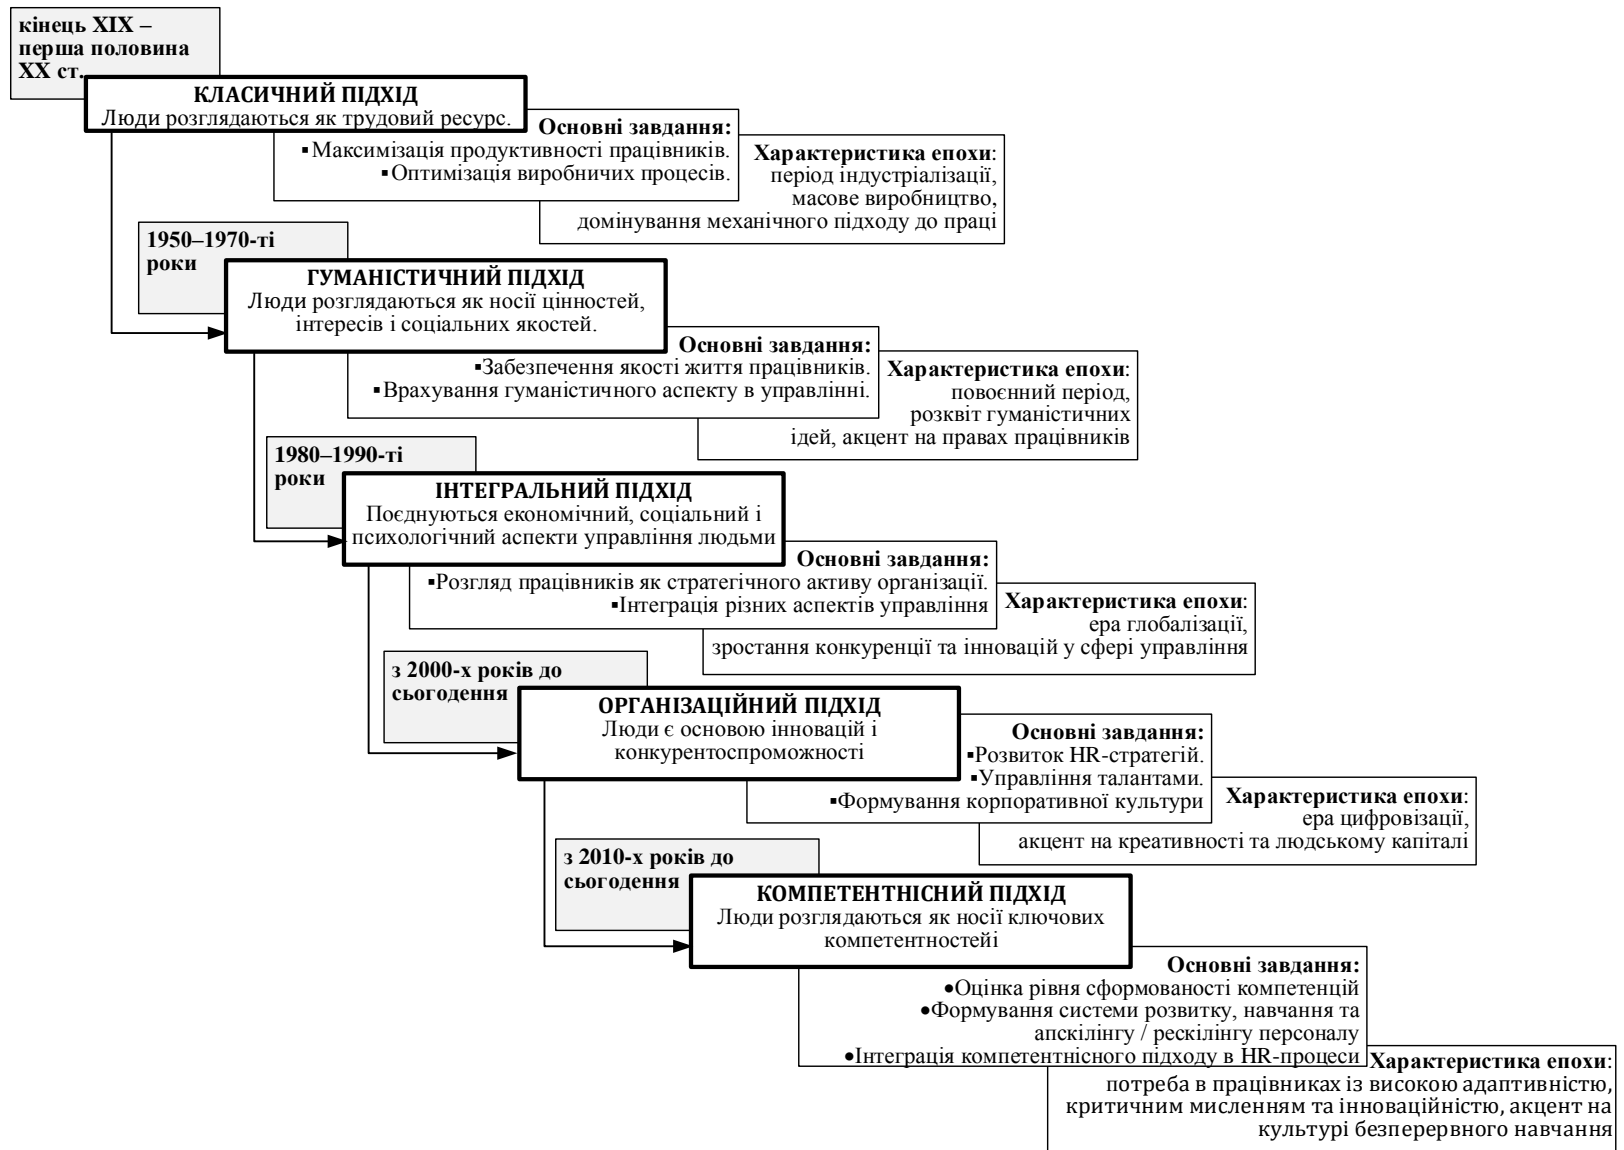 кінець ХІХ –
перша половина
ХХ ст.
КЛАСИЧНИЙ ПІДХІД
Люди розглядаються як трудовий ресурс.
Основні завдання:
▪Максимізація продуктивності працівників.
▪Оптимізація виробничих процесів.
Характеристика епохи:
період індустріалізації,
масове виробництво,
домінування механічного підходу до праці
1950–1970-ті
роки
ГУМАНІСТИЧНИЙ ПІДХІД
Люди розглядаються як носії цінностей,
інтересів і соціальних якостей.
Основні завдання:
▪Забезпечення якості життя працівників.
▪Врахування гуманістичного аспекту в управлінні.
Характеристика епохи:
повоєнний період,
розквіт гуманістичних
ідей, акцент на правах працівників
1980–1990-ті
роки
ІНТЕГРАЛЬНИЙ ПІДХІД
Поєднуються економічний, соціальний і
психологічний аспекти управління людьми
Основні завдання:
▪Розгляд працівників як стратегічного активу організації.
▪Інтеграція різних аспектів управління
Характеристика епохи:
ера глобалізації,
зростання конкуренції та інновацій у сфері управління
з 2000-х років до
сьогодення
ОРГАНІЗАЦІЙНИЙ ПІДХІД
Люди є основою інновацій і
конкурентоспроможності
Основні завдання:
▪Розвиток HR-стратегій.
▪Управління талантами.
▪Формування корпоративної культури
Характеристика епохи:
ера цифровізації,
акцент на креативності та людському капіталі
з 2010-х років до
сьогодення
КОМПЕТЕНТНІСНИЙ ПІДХІД
Люди розглядаються як носії ключових
компетентностейі
Основні завдання:
•Оцінка рівня сформованості компетенцій
•Формування системи розвитку, навчання та
апскілінгу / рескілінгу персоналу
•Інтеграція компетентнісного підходу в HR-процеси
Характеристика епохи:
потреба в працівниках із високою адаптивністю,
критичним мисленням та інноваційністю, акцент на
культурі безперервного навчання